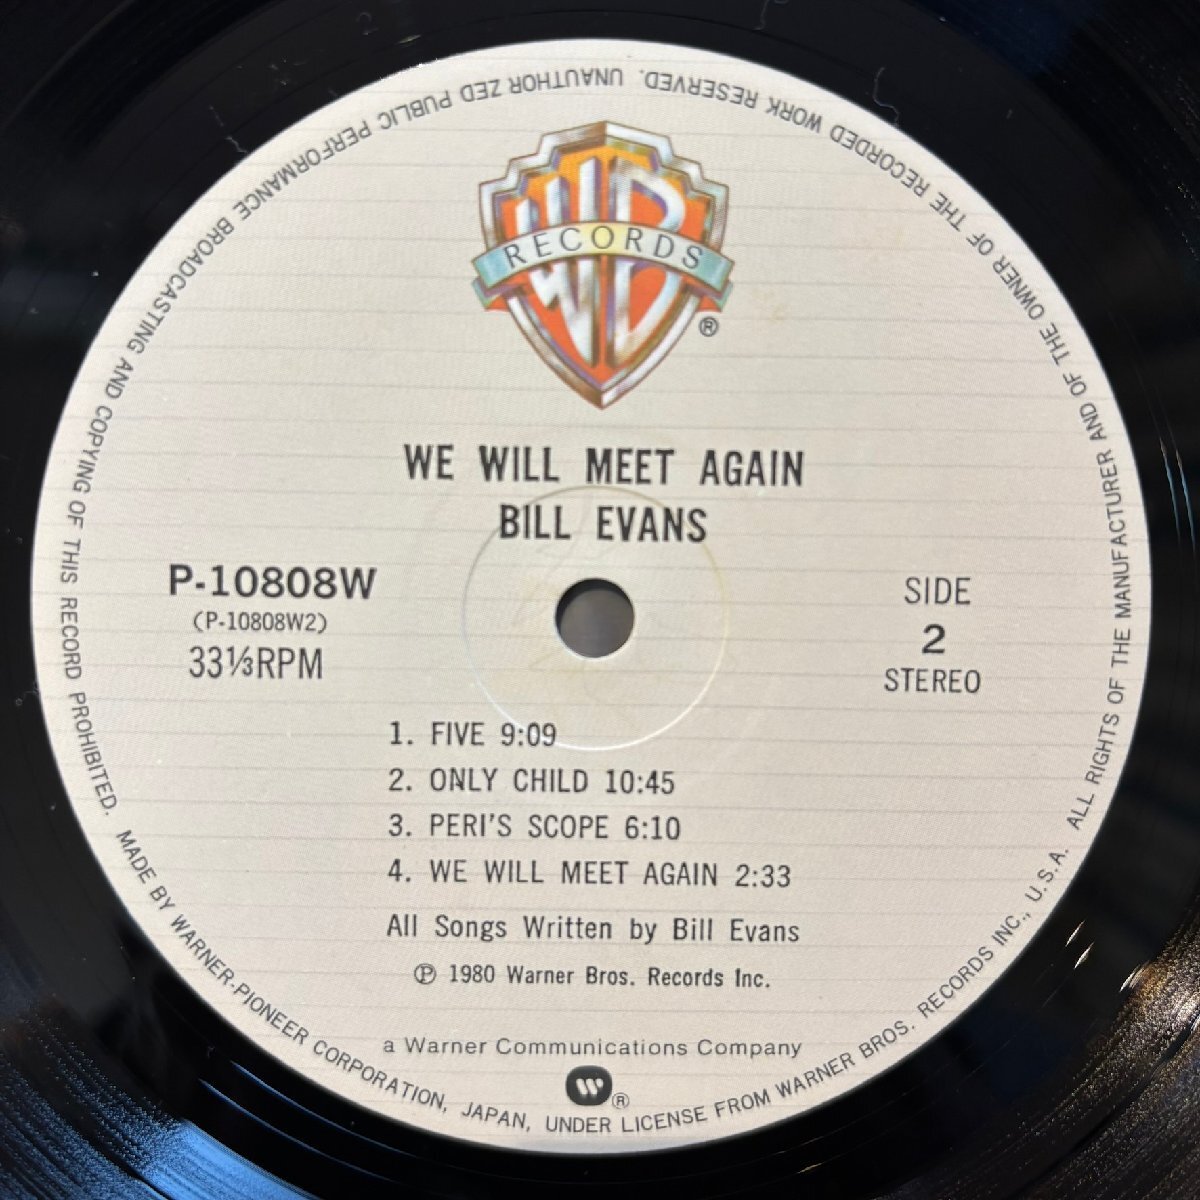 WB
RECORDS
®
WE WILL MEET AGAIN
BILL EVANS
P-10808W
(P-10808W2)
33⅓RPM
SIDE
2
STEREO
1. FIVE 9:09
2. ONLY CHILD 10:45
3. PERI'S SCOPE 6:10
4. WE WILL MEET AGAIN 2:33
All Songs Written by Bill Evans
℗ 1980 Warner Bros. Records Inc.
a Warner Communications Company
W®
MADE BY WARNER-PIONEER CORPORATION, JAPAN, UNDER LICENSE FROM WARNER BROS. RECORDS INC., U.S.A. ALL RIGHTS OF THE MANUFACTURER AND OF THE OWNER OF THE RECORDED WORK RESERVED. UNAUTHOR ZED PUBLIC PERFORMANCE BROADCASTING AND COPYING OF THIS RECORD PROHIBITED.